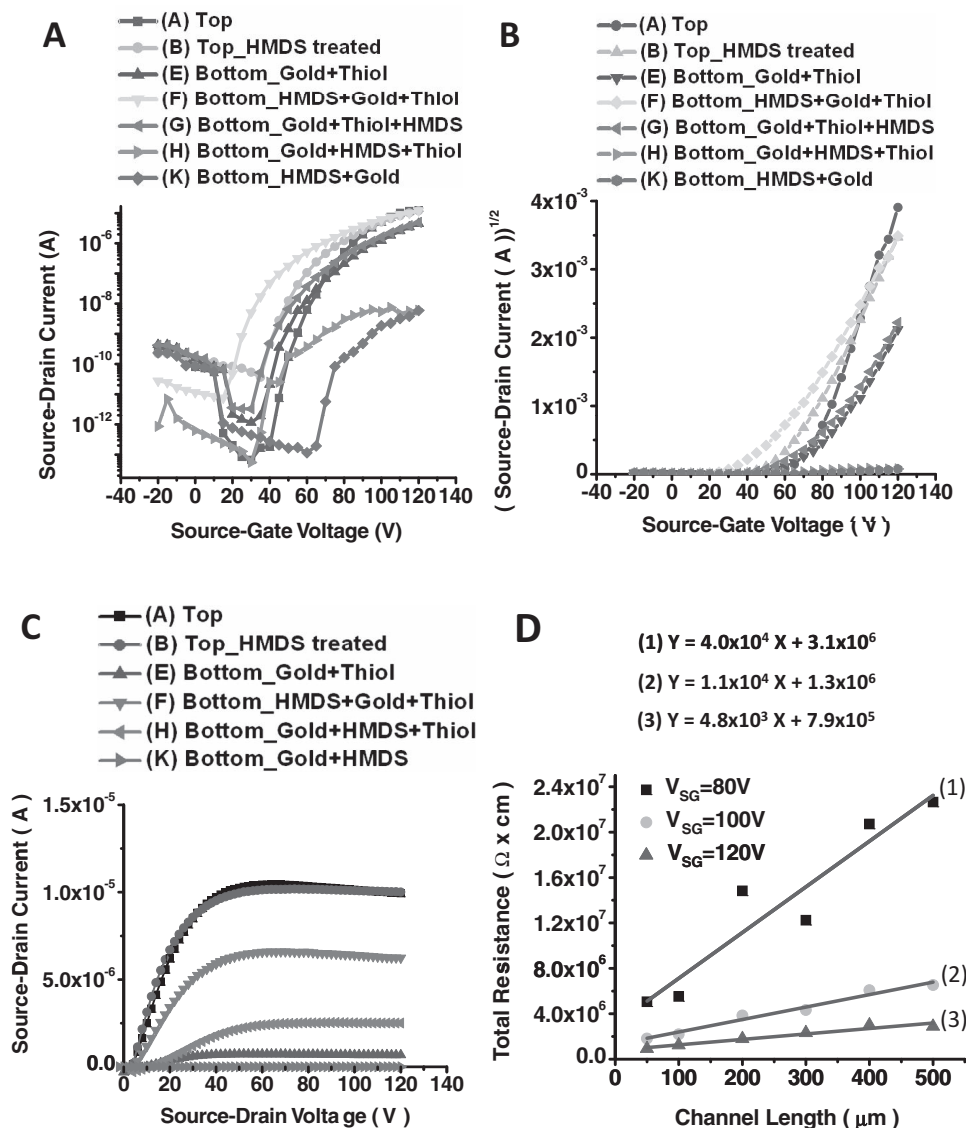 A
(A) Top
(B) Top_HMDS treated
(E) Bottom_Gold+Thiol
(F) Bottom_HMDS+Gold+Thiol
(G) Bottom_Gold+Thiol+HMDS
(H) Bottom_Gold+HMDS+Thiol
(K) Bottom_HMDS+Gold
Source-Drain Current (A)
10⁻⁶
10⁻⁸
10⁻¹⁰
10⁻¹²
-40 -20 0 20 40 60 80 100 120 140
Source-Gate Voltage (V)
B
(A) Top
(B) Top_HMDS treated
(E) Bottom_Gold+Thiol
(F) Bottom_HMDS+Gold+Thiol
(G) Bottom_Gold+Thiol+HMDS
(H) Bottom_Gold+HMDS+Thiol
(K) Bottom_HMDS+Gold
( Source-Drain Current ( A ))^1/2
4x10⁻³
3x10⁻³
2x10⁻³
1x10⁻³
0
-40 -20 0 20 40 60 80 100 120 140
Source-Gate Voltage ( V )
C
(A) Top
(B) Top_HMDS treated
(E) Bottom_Gold+Thiol
(F) Bottom_HMDS+Gold+Thiol
(H) Bottom_Gold+HMDS+Thiol
(K) Bottom_Gold+HMDS
Source-Drain Current ( A )
1.5x10⁻⁵
1.0x10⁻⁵
5.0x10⁻⁶
0.0
0 20 40 60 80 100 120
Source-Drain Voltage ( V )
D
(1) Y = 4.0x10⁴ X + 3.1x10⁶
(2) Y = 1.1x10⁴ X + 1.3x10⁶
(3) Y = 4.8x10³ X + 7.9x10⁵
V_SG=80V
V_SG=100V
V_SG=120V
(1)
(2)
(3)
Total Resistance ( Ω x cm )
2.4x10⁷
2.0x10⁷
1.6x10⁷
1.2x10⁷
8.0x10⁶
4.0x10⁶
0.0
0 100 200 300 400 500
Channel Length ( μm )